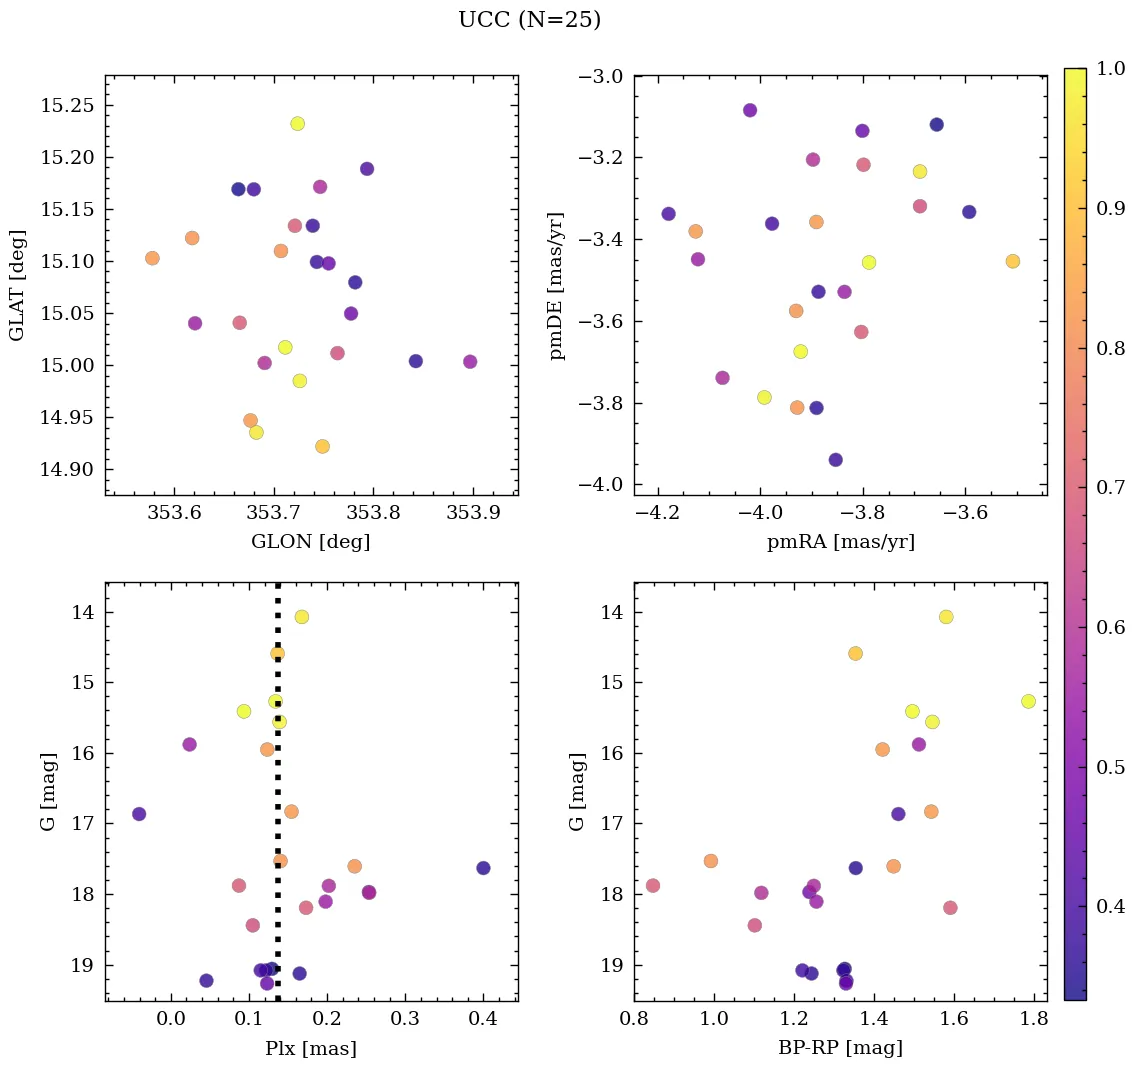 UCC (N=25)
15.25
15.20
15.15
15.10
15.05
15.00
14.95
14.90
GLAT [deg]
353.6 353.7 353.8 353.9
GLON [deg]
−3.0
−3.2
−3.4
−3.6
−3.8
−4.0
pmDE [mas/yr]
−4.2 −4.0 −3.8 −3.6
pmRA [mas/yr]
14
15
16
17
18
19
G [mag]
0.0 0.1 0.2 0.3 0.4
Plx [mas]
14
15
16
17
18
19
G [mag]
0.8 1.0 1.2 1.4 1.6 1.8
BP-RP [mag]
1.0
0.9
0.8
0.7
0.6
0.5
0.4